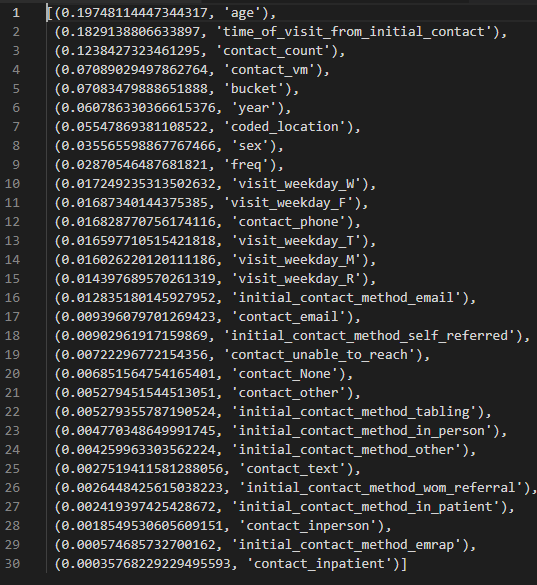 1 [(0.19748114447344317, 'age'),
2 (0.1829138806633897, 'time_of_visit_from_initial_contact'),
3 (0.1238427323461295, 'contact_count'),
4 (0.07089029497862764, 'contact_vm'),
5 (0.07083479888651888, 'bucket'),
6 (0.060786330366615376, 'year'),
7 (0.05547869381108522, 'coded_location'),
8 (0.035565598867767466, 'sex'),
9 (0.02870546487681821, 'freq'),
10 (0.017249235313502632, 'visit_weekday_W'),
11 (0.01687340144375385, 'visit_weekday_F'),
12 (0.016828770756174116, 'contact_phone'),
13 (0.016597710515421818, 'visit_weekday_T'),
14 (0.016026220120111186, 'visit_weekday_M'),
15 (0.014397689570261319, 'visit_weekday_R'),
16 (0.012835180145927952, 'initial_contact_method_email'),
17 (0.009396079701269423, 'contact_email'),
18 (0.00902961917159869, 'initial_contact_method_self_referred'),
19 (0.00722296772154356, 'contact_unable_to_reach'),
20 (0.006851564754165401, 'contact_None'),
21 (0.005279451544513051, 'contact_other'),
22 (0.005279355787190524, 'initial_contact_method_tabling'),
23 (0.004770348649991745, 'initial_contact_method_in_person'),
24 (0.004259963303562224, 'initial_contact_method_other'),
25 (0.0027519411581288056, 'contact_text'),
26 (0.0026448425615038223, 'initial_contact_method_wom_referral'),
27 (0.002419397425428672, 'initial_contact_method_in_patient'),
28 (0.0018549530605609151, 'contact_inperson'),
29 (0.000574685732700162, 'initial_contact_method_emrap'),
30 (0.00035768229229495593, 'contact_inpatient')]